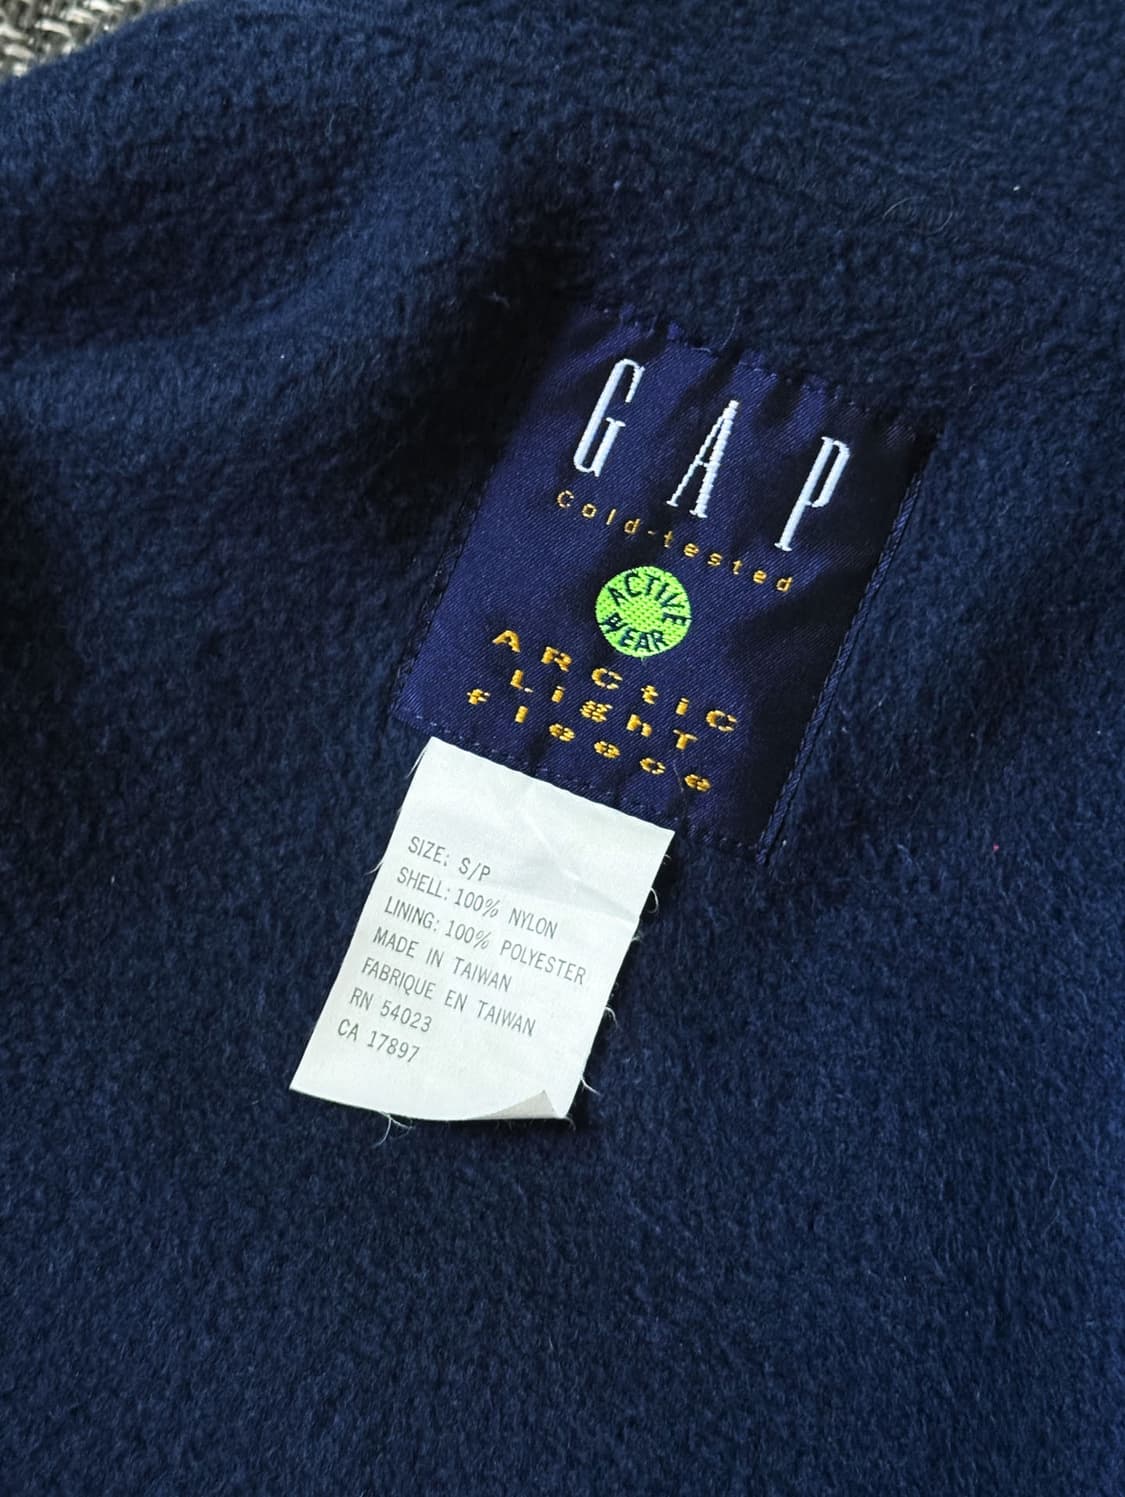 GAP
Cold-tested
ACTIVE
WEAR
ARCtiC
LigHT
fleece
SIZE: S/P
SHELL: 100% NYLON
LINING: 100% POLYESTER
MADE IN TAIWAN
FABRIQUE EN TAIWAN
RN 54023
CA 17897